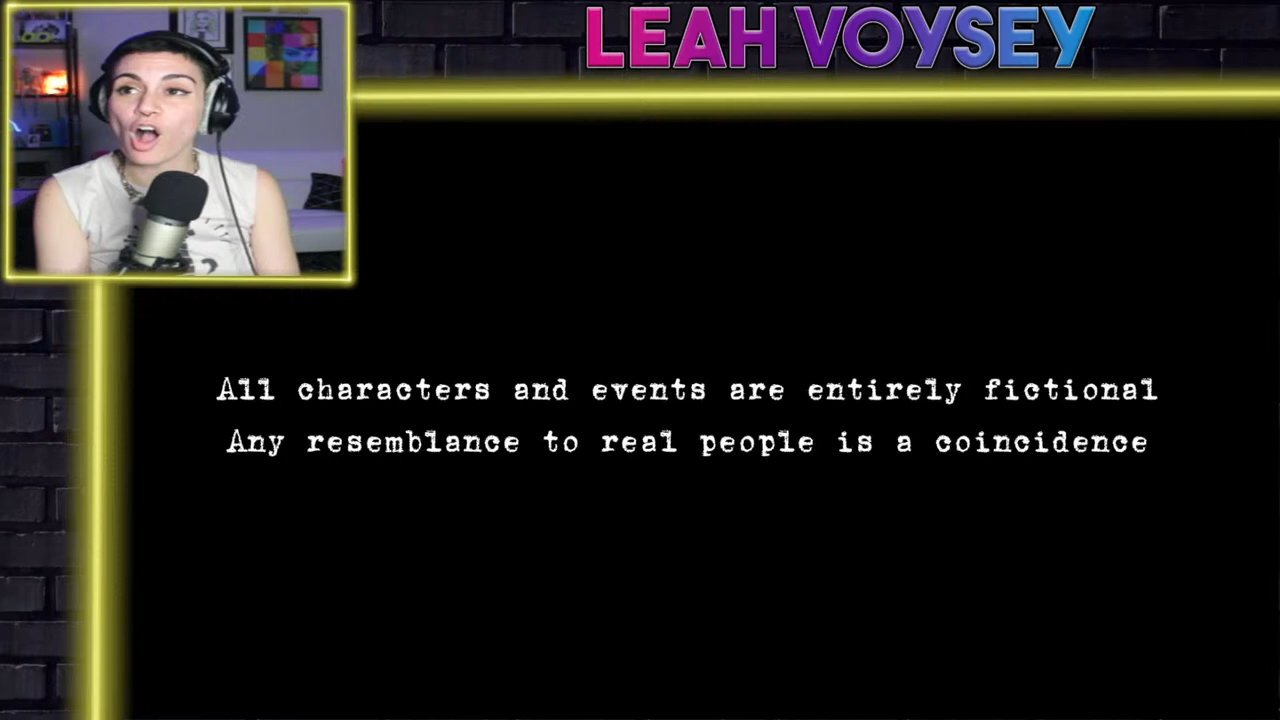 LEAH VOYSEY
All characters and events are entirely fictional
Any resemblance to real people is a coincidence